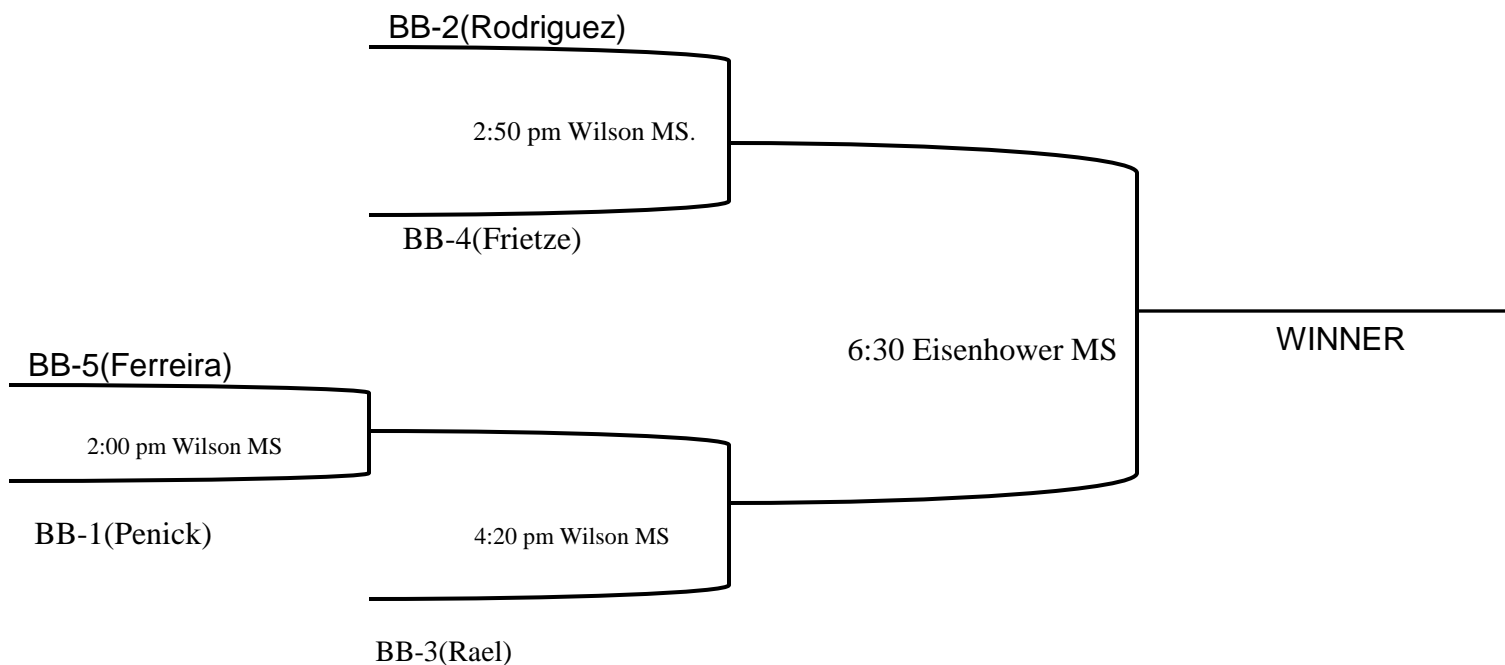 BB-2(Rodriguez)
2:50 pm Wilson MS.
BB-4(Frietze)
6:30 Eisenhower MS
WINNER
BB-5(Ferreira)
2:00 pm Wilson MS
BB-1(Penick)
4:20 pm Wilson MS
BB-3(Rael)